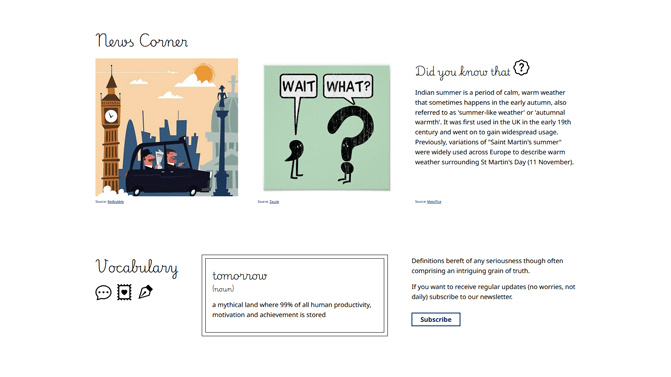 News Corner
WAIT
WHAT?
Did you know that
?
Indian summer is a period of calm, warm weather
that sometimes happens in the early autumn, also
referred to as 'summer-like weather' or 'autumnal
warmth'. It was first used in the UK in the early 19th
century and went on to gain widespread usage.
Previously, variations of "Saint Martin's summer"
were widely used across Europe to describe warm
weather surrounding St Martin's Day (11 November).
Source: Redbubble
Source:
Source:
Vocabulary
tomorrow
(noun)
a mythical land where 99% of all human productivity,
motivation and achievement is stored
Definitions bereft of any seriousness though often
comprising an intriguing grain of truth.
If you want to receive regular updates (no worries, not
daily) subscribe to our newsletter.
Subscribe